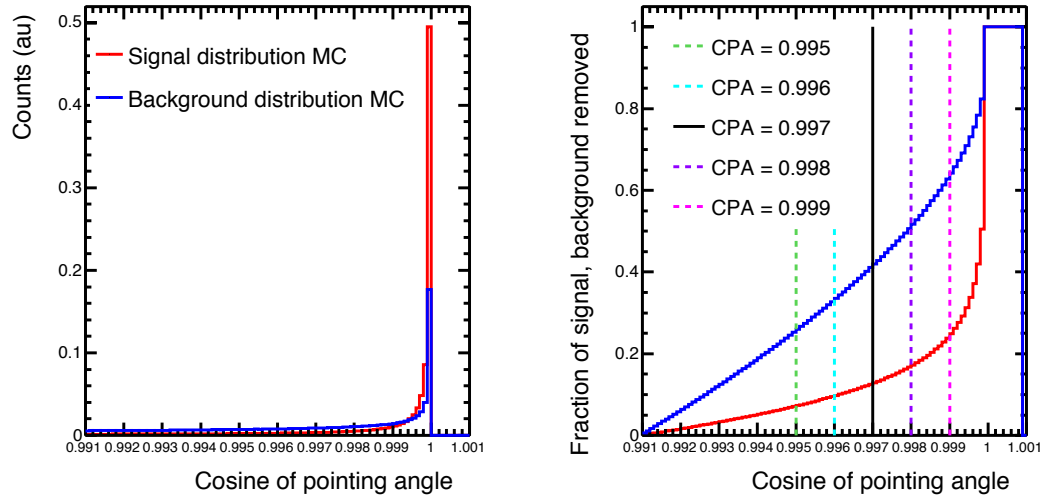 Counts (au)
0.5
0.4
0.3
0.2
0.1
0
Signal distribution MC
Background distribution MC
0.991 0.992 0.993 0.994 0.995 0.996 0.997 0.998 0.999 1 1.001
Cosine of pointing angle
Fraction of signal, background removed
1
0.8
0.6
0.4
0.2
0
CPA = 0.995
CPA = 0.996
CPA = 0.997
CPA = 0.998
CPA = 0.999
0.991 0.992 0.993 0.994 0.995 0.996 0.997 0.998 0.999 1 1.001
Cosine of pointing angle